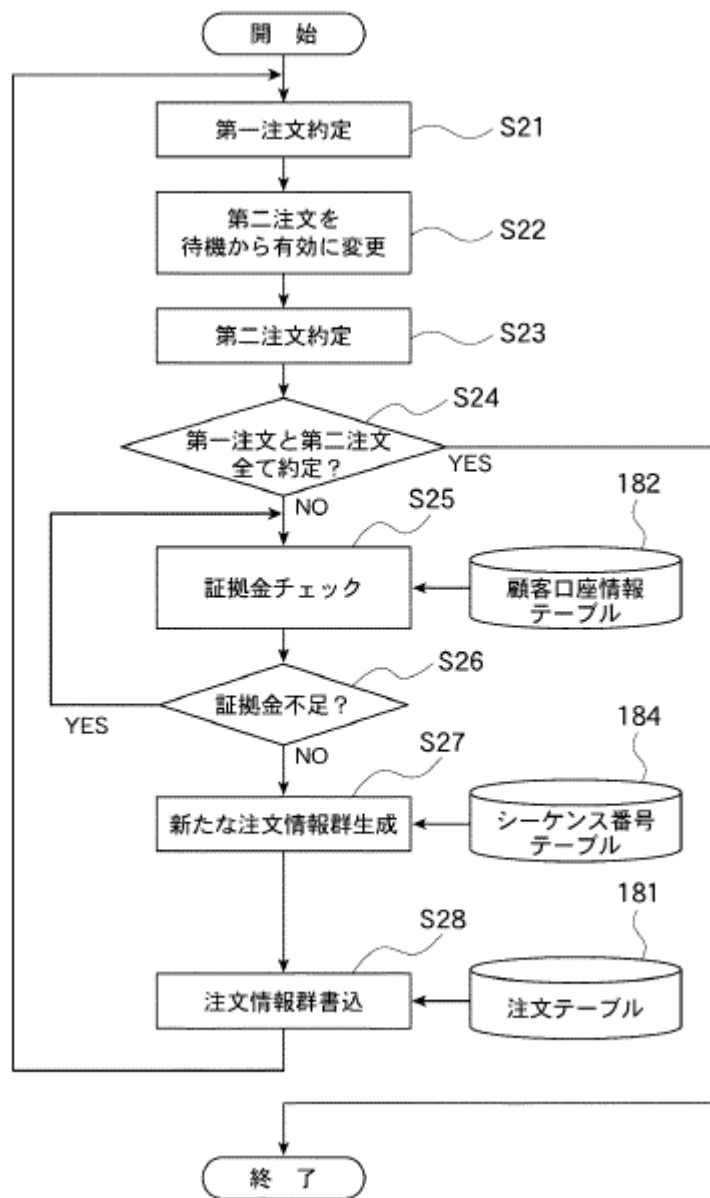 開 始
第一注文約定
S21
第二注文を
待機から有効に変更
S22
第二注文約定
S23
S24
第一注文と第二注文
全て約定？
YES
NO
S25
182
証拠金チェック
顧客口座情報
テーブル
S26
証拠金不足？
YES
NO
S27
184
新たな注文情報群生成
シーケンス番号
テーブル
S28
181
注文情報群書込
注文テーブル
終 了